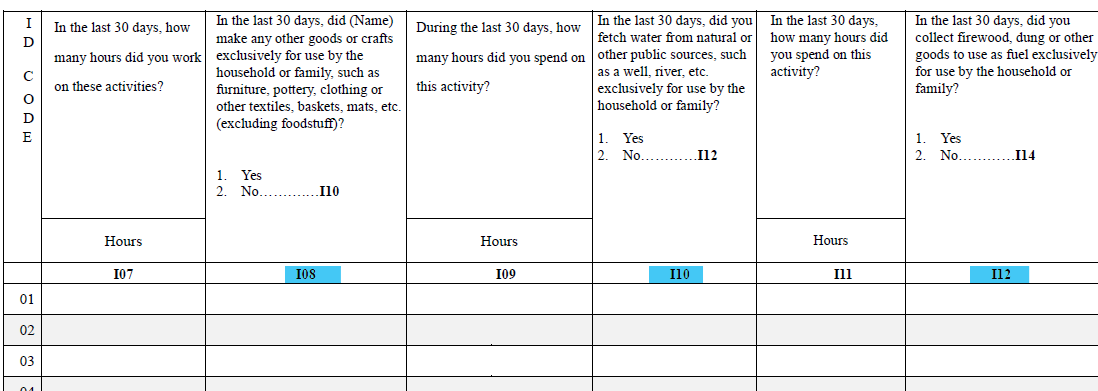 I
D
C
O
D
E
In the last 30 days, how
many hours did you work
on these activities?
Hours
In the last 30 days, did (Name)
make any other goods or crafts
exclusively for use by the
household or family, such as
furniture, pottery, clothing or
other textiles, baskets, mats, etc.
(excluding foodstuff)?
1. Yes
2. No…………….I10
During the last 30 days, how
many hours did you spend on
this activity?
Hours
In the last 30 days, did you
fetch water from natural or
other public sources, such
as a well, river, etc.
exclusively for use by the
household or family?
1. Yes
2. No…………….I12
In the last 30 days,
how many hours did
you spend on this
activity?
Hours
In the last 30 days, did you
collect firewood, dung or other
goods to use as fuel exclusively
for use by the household or
family?
1. Yes
2. No…………….I14
I07 I08 I09 I10 I11 I12
01
02
03
04